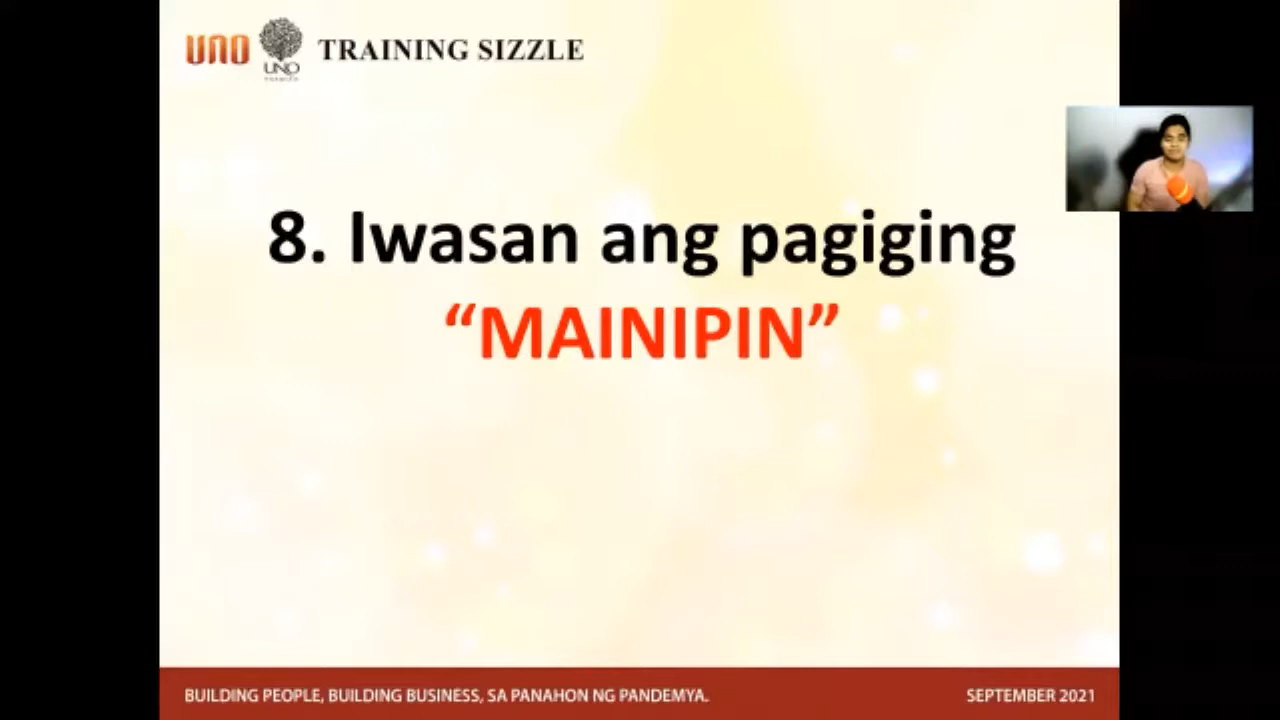 UNO
UNO
TRAINING SIZZLE
8. Iwasan ang pagiging
“MAINIPIN”
BUILDING PEOPLE, BUILDING BUSINESS, SA PANAHON NG PANDEMYA.
SEPTEMBER 2021